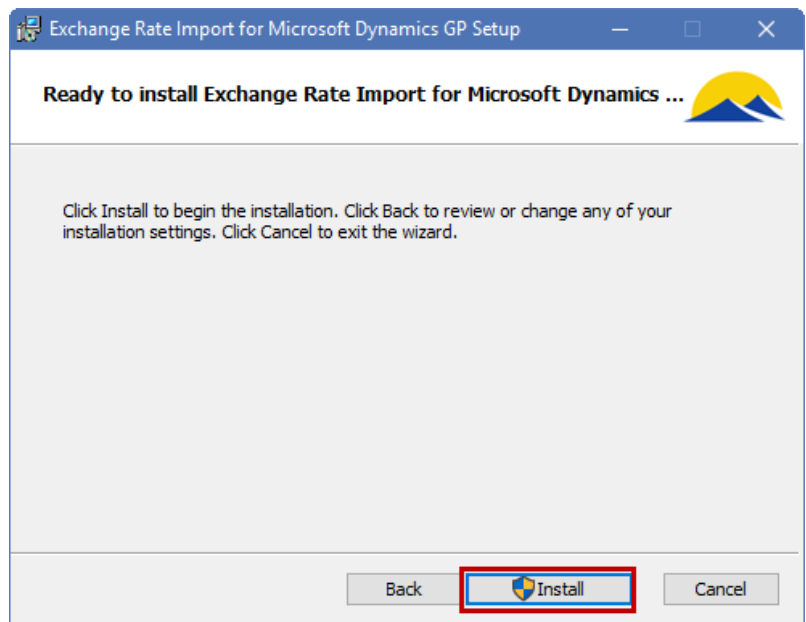 Exchange Rate Import for Microsoft Dynamics GP Setup
Ready to install Exchange Rate Import for Microsoft Dynamics ...
Click Install to begin the installation. Click Back to review or change any of your
installation settings. Click Cancel to exit the wizard.
Back Install Cancel